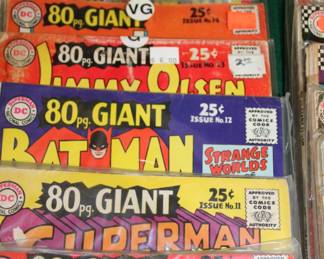 80 pg. GIANT
25¢
ISSUE No. 14
VG
80 pg. GIANT
25¢
ISSUE No. 13
DC
JIMMY OLSEN
80 pg. GIANT
25¢
ISSUE No. 12
APPROVED
BY THE
COMICS
CODE
AUTHORITY
DC
BATMAN
STRANGE
WORLDS
80 pg. GIANT
25¢
ISSUE No. 11
APPROVED
BY THE
COMICS
CODE
AUTHORITY
DC
SUPERMAN